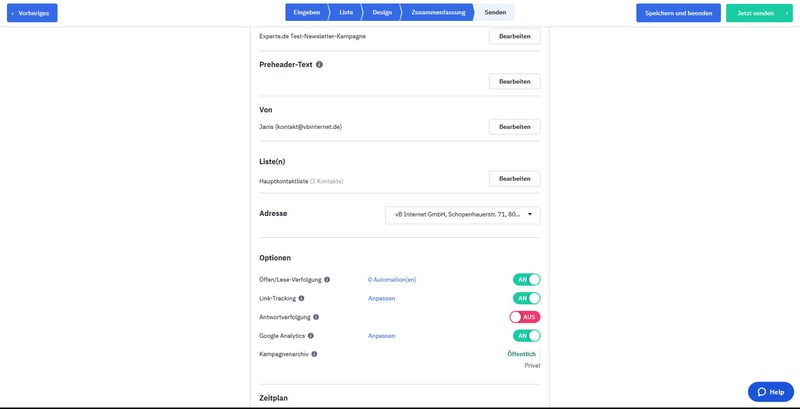 Vorheriges
Eingeben
Liste
Design
Zusammenfassung
Senden
Speichern und beenden
Jetzt senden
Experte.de Test-Newsletter-Kampagne
Bearbeiten
Preheader-Text
Bearbeiten
Von
Janis (kontakt@vbinternet.de)
Bearbeiten
Liste(n)
Hauptkontaktliste (3 Kontakte)
Bearbeiten
Adresse
vB Internet GmbH, Schopenhauerstr. 71, 80...
Optionen
Öffen/Lese-Verfolgung
0 Automation(en)
AN
Link-Tracking
Anpassen
AN
Antwortverfolgung
AUS
Google Analytics
Anpassen
AN
Kampagnenarchiv
Öffentlich
Privat
Zeitplan
Help